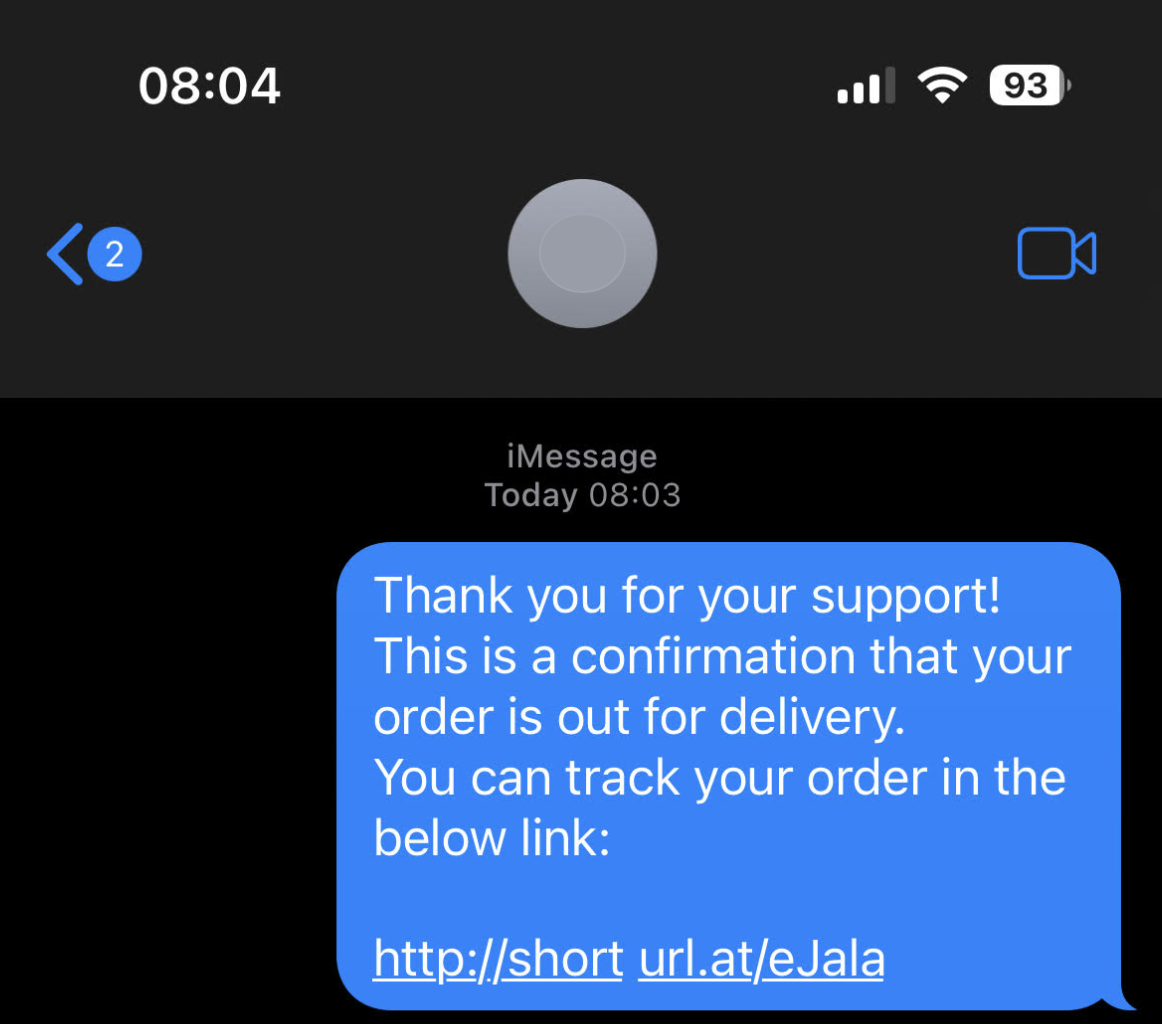 08:04
93
2
iMessage
Today 08:03
Thank you for your support!
This is a confirmation that your
order is out for delivery.
You can track your order in the
below link:
http://short url.at/eJala